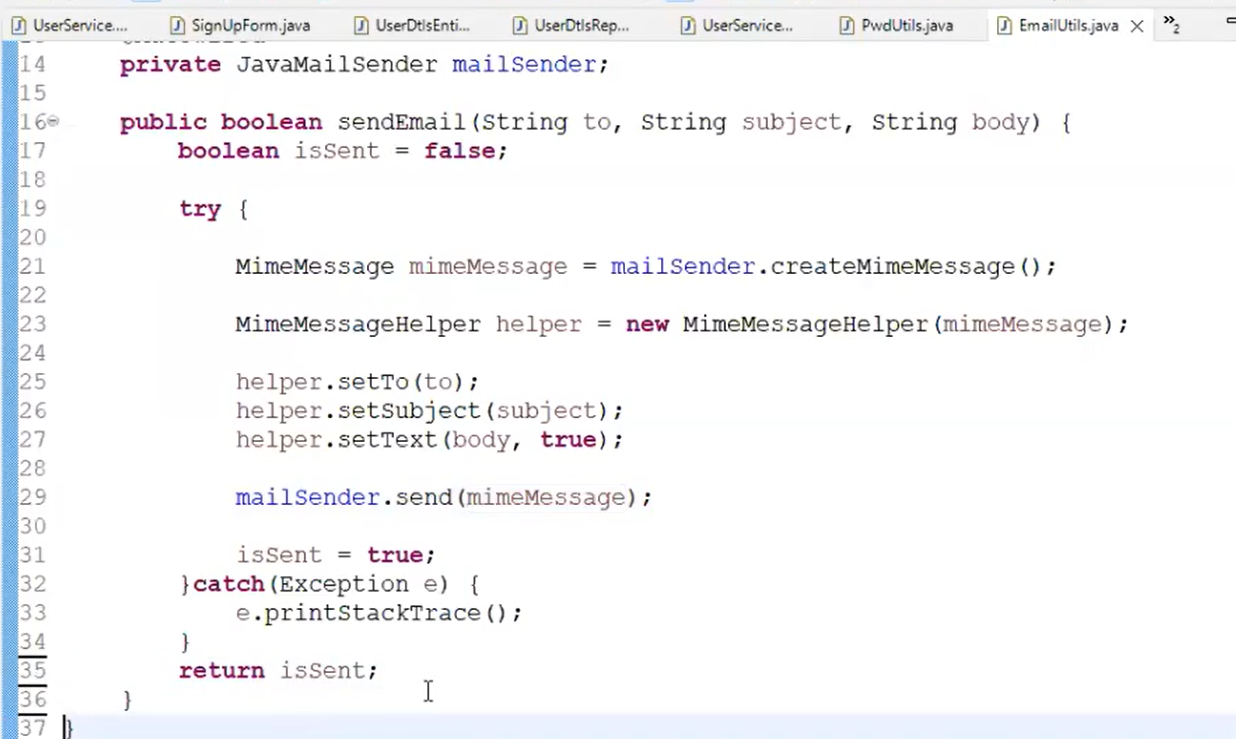 UserService.... SignUpForm.java UserDtlsEnti... UserDtlsRep... UserService... PwdUtils.java EmailUtils.java »2
14 private JavaMailSender mailSender;
15
16 public boolean sendEmail(String to, String subject, String body) {
17 boolean isSent = false;
18
19 try {
20
21 MimeMessage mimeMessage = mailSender.createMimeMessage();
22
23 MimeMessageHelper helper = new MimeMessageHelper(mimeMessage);
24
25 helper.setTo(to);
26 helper.setSubject(subject);
27 helper.setText(body, true);
28
29 mailSender.send(mimeMessage);
30
31 isSent = true;
32 }catch(Exception e) {
33 e.printStackTrace();
34 }
35 return isSent;
36 }
37 }